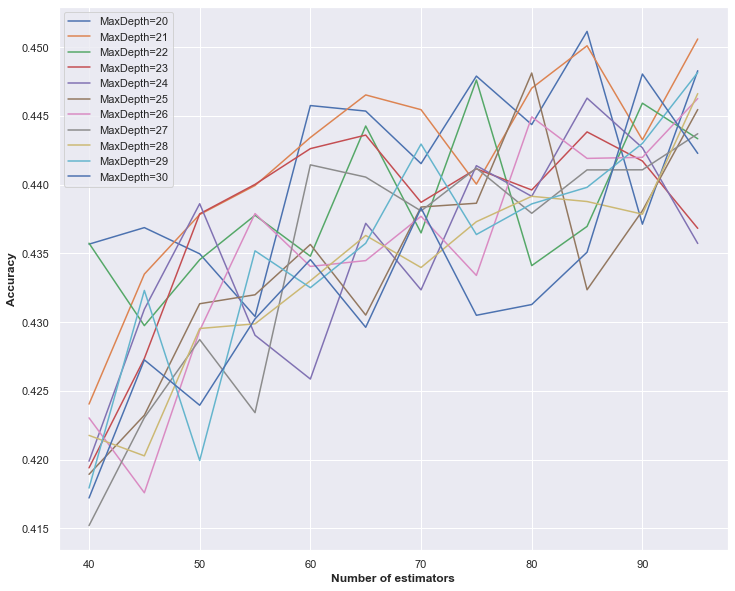 MaxDepth=20
MaxDepth=21
MaxDepth=22
MaxDepth=23
MaxDepth=24
MaxDepth=25
MaxDepth=26
MaxDepth=27
MaxDepth=28
MaxDepth=29
MaxDepth=30
0.450
0.445
0.440
0.435
0.430
0.425
0.420
0.415
Accuracy
40 50 60 70 80 90
Number of estimators